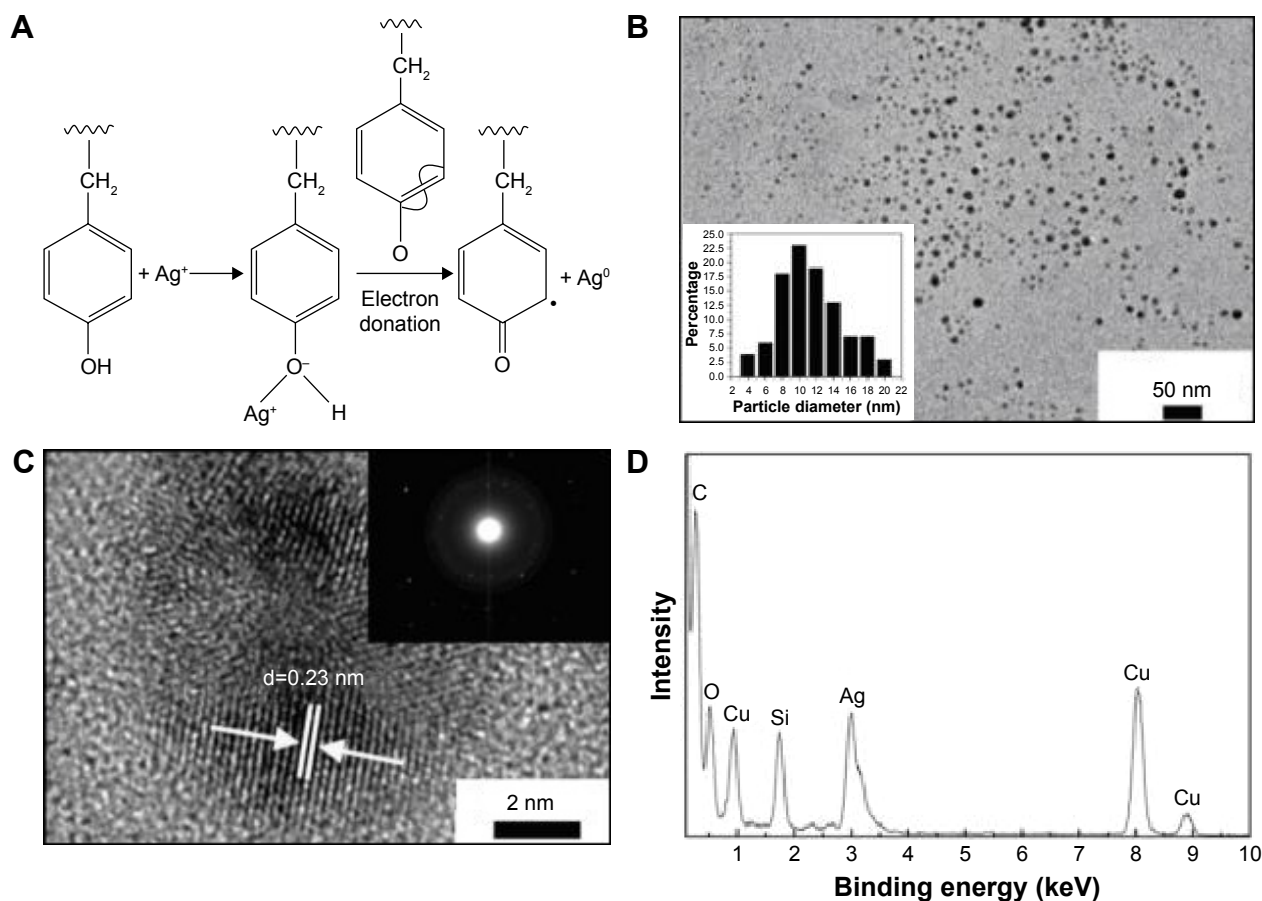 A
CH2
+ Ag+
OH
CH2
O–
Ag+
H
CH2
O
Electron
donation
CH2
O
+ Ag0
B
Percentage
25.0
22.5
20.0
17.5
15.0
12.5
10.0
7.5
5.0
2.5
0.0
2 4 6 8 10 12 14 16 18 20 22
Particle diameter (nm)
50 nm
C
d=0.23 nm
2 nm
D
Intensity
C
O
Cu
Si
Ag
Cu
Cu
1 2 3 4 5 6 7 8 9 10
Binding energy (keV)